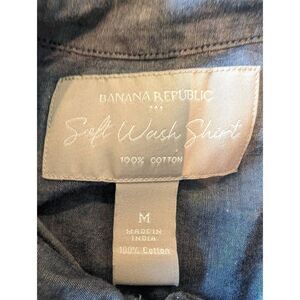 BANANA REPUBLIC
Soft Wash Shirt
100% COTTON
M
MADE IN
INDIA
100% Cotton